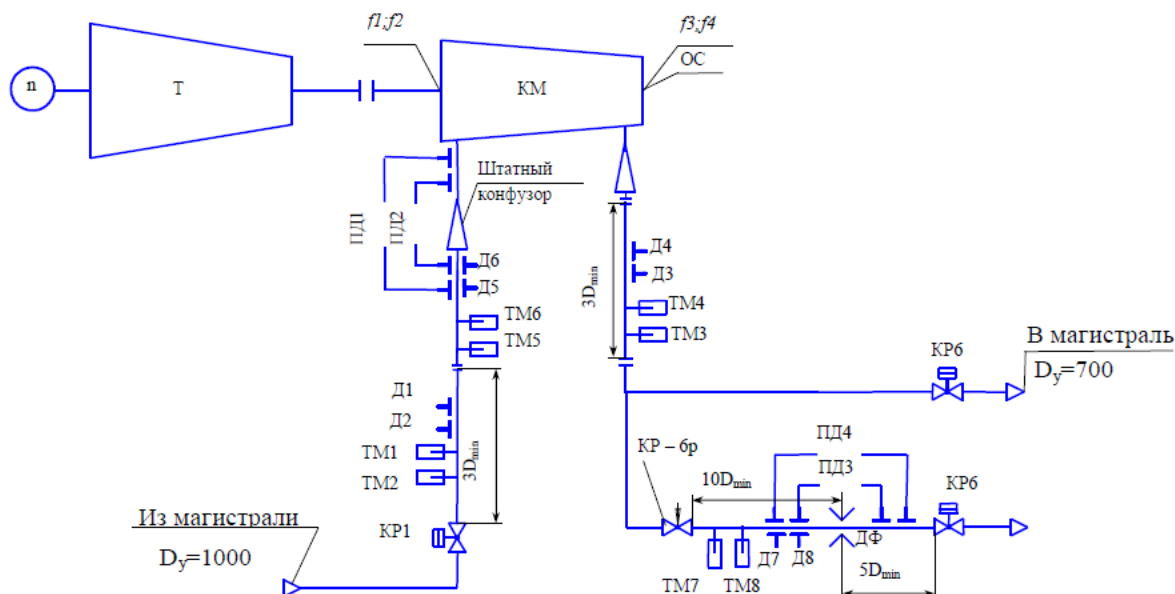 f1;f2
f3;f4
ОС
n
Т
КМ
Штатный
конфузор
ПД1
ПД2
Д6
Д5
Д4
Д3
3Dmin
ТМ6
ТМ5
ТМ4
ТМ3
В магистраль
Dу=700
КР6
Д1
Д2
3Dmin
ТМ1
ТМ2
ПД4
КР – 6р
ПД3
10Dmin
КР6
Из магистрали
Dу=1000
КР1
Д7
Д8
ДФ
ТМ7
ТМ8
5Dmin